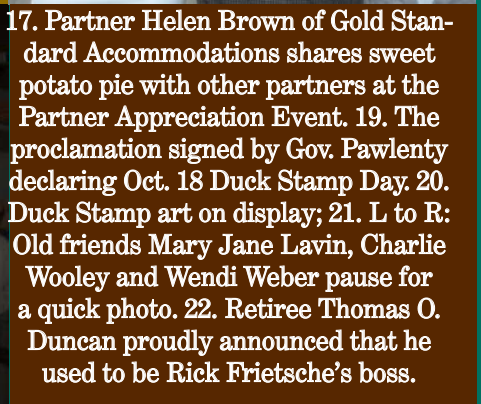 17. Partner Helen Brown of Gold Stan-
dard Accommodations shares sweet
potato pie with other partners at the
Partner Appreciation Event. 19. The
proclamation signed by Gov. Pawlenty
declaring Oct. 18 Duck Stamp Day. 20.
Duck Stamp art on display; 21. L to R:
Old friends Mary Jane Lavin, Charlie
Wooley and Wendi Weber pause for
a quick photo. 22. Retiree Thomas O.
Duncan proudly announced that he
used to be Rick Frietsche’s boss.